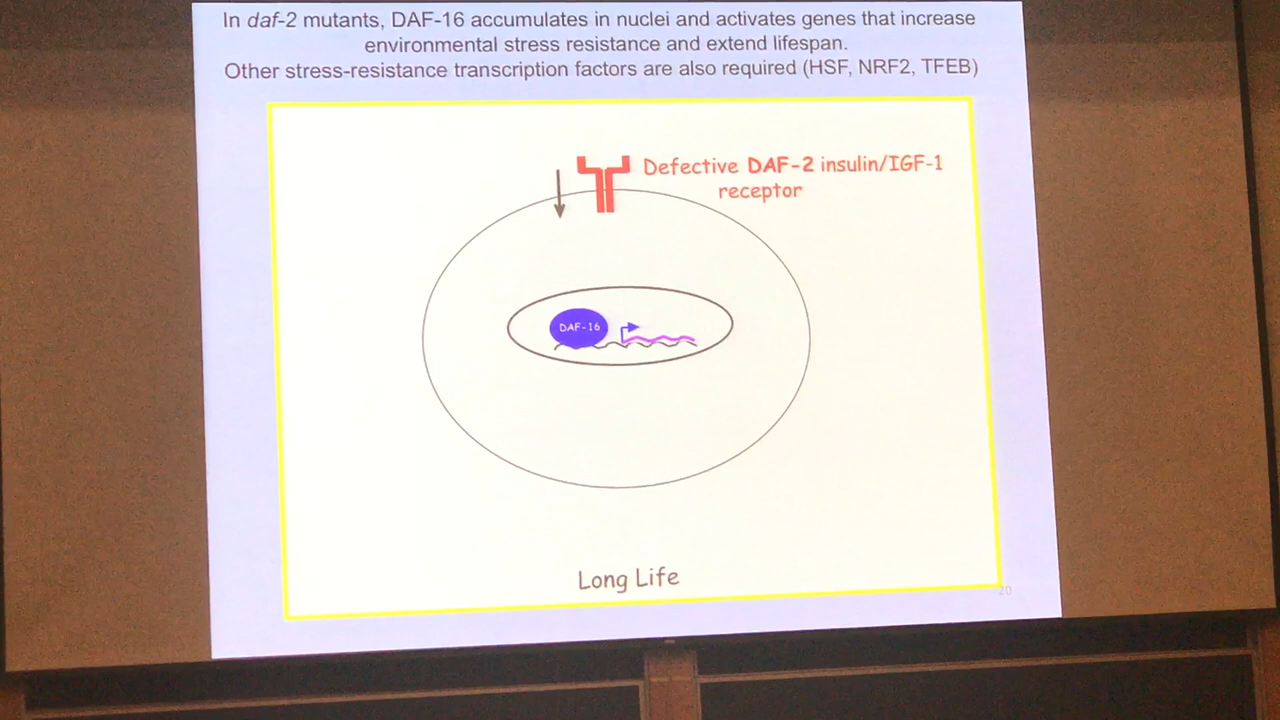 In daf-2 mutants, DAF-16 accumulates in nuclei and activates genes that increase
environmental stress resistance and extend lifespan.
Other stress-resistance transcription factors are also required (HSF, NRF2, TFEB)
Defective DAF-2 insulin/IGF-1
receptor
DAF-16
Long Life
20